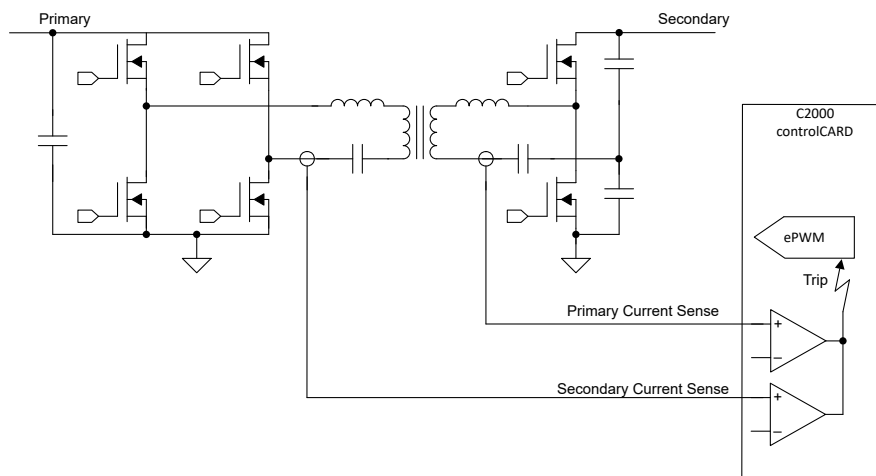 Primary
Secondary
C2000
controlCARD
ePWM
Trip
Primary Current Sense
+
−
Secondary Current Sense
+
−